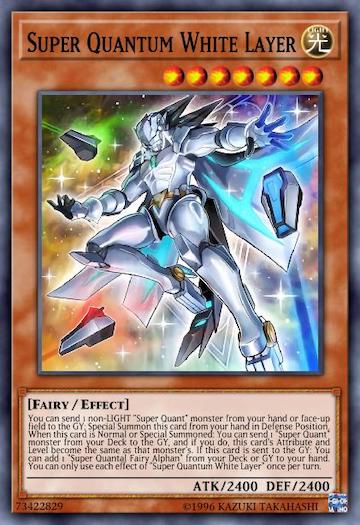 Super Quantum White Layer
LIGHT
光
[Fairy / Effect]
You can send 1 non-LIGHT "Super Quant" monster from your hand or face-up
field to the GY; Special Summon this card from your hand in Defense Position.
When this card is Normal or Special Summoned: You can send 1 "Super Quant"
monster from your Deck to the GY, and if you do, this card's Attribute and
Level become the same as that monster's. If this card is sent to the GY: You
can add 1 "Super Quantal Fairy Alphan" from your Deck or GY to your hand.
You can only use each effect of "Super Quantum White Layer" once per turn.
ATK/2400 DEF/2400
73422829
©1996 KAZUKI TAKAHASHI